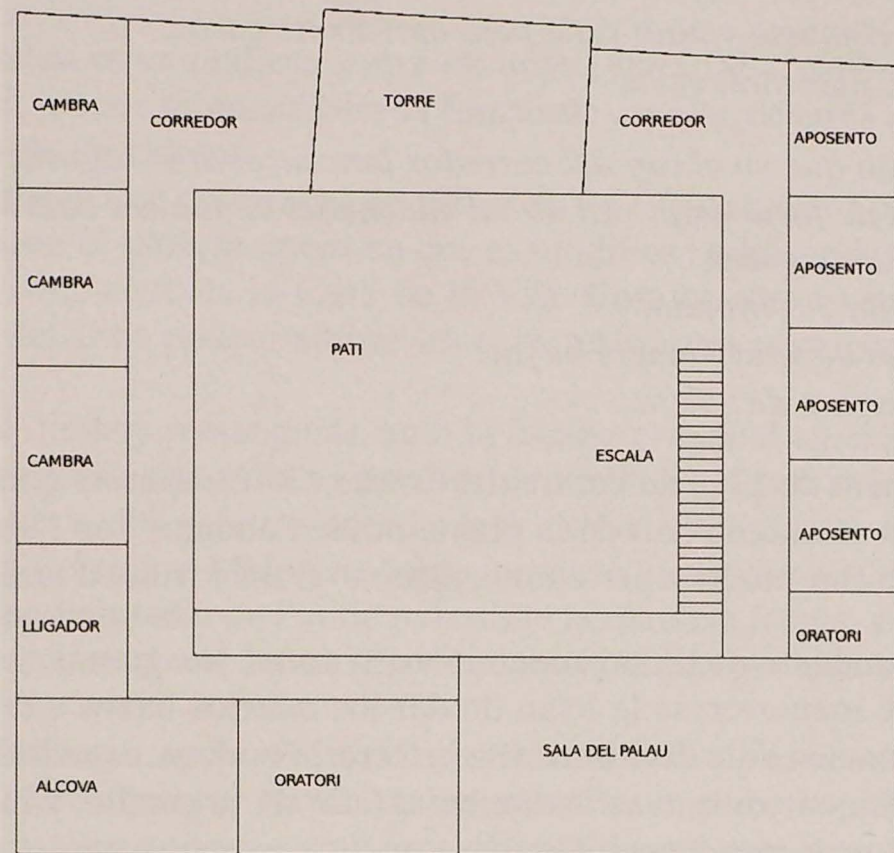 CAMBRA
CORREDOR
TORRE
CORREDOR
APOSENTO
CAMBRA
APOSENTO
PATI
CAMBRA
ESCALA
APOSENTO
APOSENTO
LLIGADOR
ORATORI
ALCOVA
ORATORI
SALA DEL PALAU